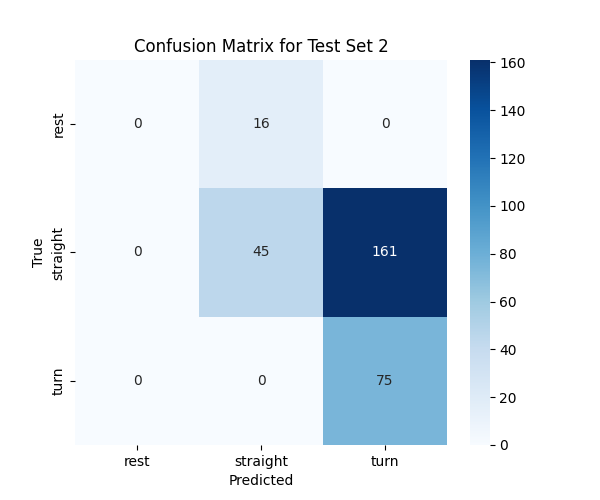 Confusion Matrix for Test Set 2
160
140
120
100
80
60
40
20
0
True
rest
straight
turn
0 16 0
0 45 161
0 0 75
rest straight turn
Predicted